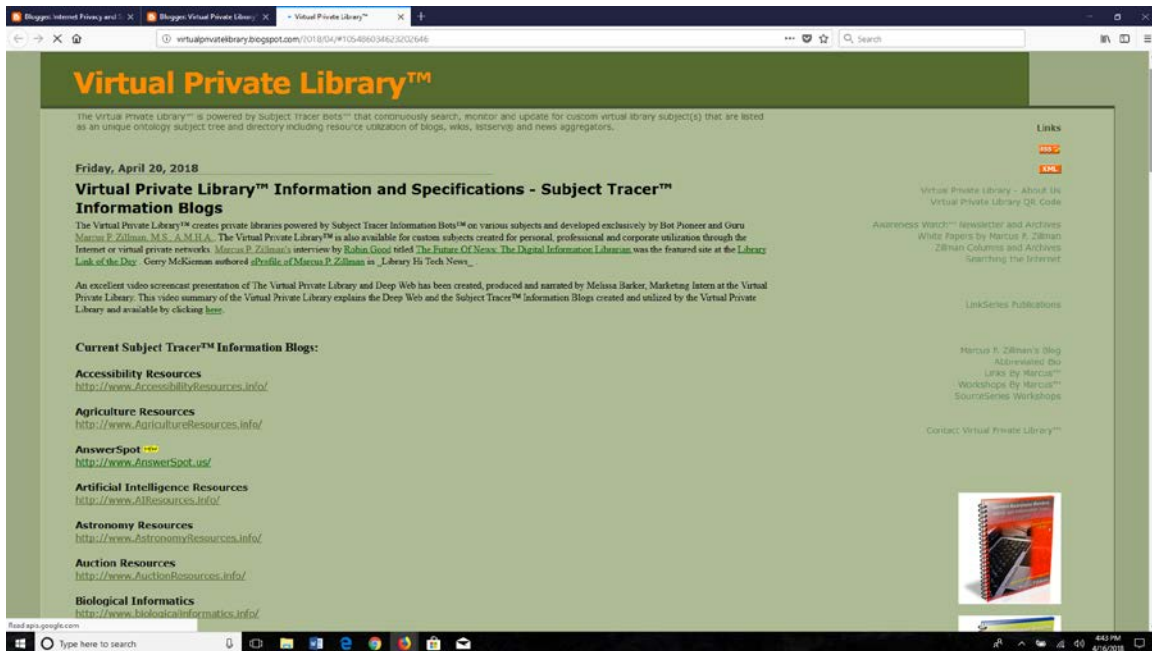 Blogger: Internet Privacy and S
Blogger: Virtual Private Library
Virtual Private Library™
virtualprivatelibrary.blogspot.com/2018/04/#105486034623202646
Search
Virtual Private Library™
The Virtual Private Library™ is powered by Subject Tracer Bots™ that continuously search, monitor and update for custom virtual library subject(s) that are listed
as an unique ontology subject tree and directory including resource utilization of blogs, wikis, listserv® and news aggregators.
Friday, April 20, 2018
Virtual Private Library™ Information and Specifications - Subject Tracer™
Information Blogs
The Virtual Private Library™ creates private libraries powered by Subject Tracer Information Bots™ on various subjects and developed exclusively by Bot Pioneer and Guru
Marcus P. Zillman, M.S., A.M.H.A.. The Virtual Private Library™ is also available for custom subjects created for personal, professional and corporate utilization through the
Internet or virtual private networks. Marcus P. Zillman's interview by Robin Good titled The Future Of News: The Digital Information Librarian was the featured site at the Library
Link of the Day . Gerry McKiernan authored eProfile of Marcus P. Zillman in _Library Hi Tech News_ .
An excellent video screencast presentation of The Virtual Private Library and Deep Web has been created, produced and narrated by Melissa Barker, Marketing Intern at the Virtual
Private Library. This video summary of the Virtual Private Library explains the Deep Web and the Subject Tracer™ Information Blogs created and utilized by the Virtual Private
Library and available by clicking here.
Current Subject Tracer™ Information Blogs:
Accessibility Resources
http://www.AccessibilityResources.info/
Agriculture Resources
http://www.AgricultureResources.info/
AnswerSpot NEW
http://www.AnswerSpot.us/
Artificial Intelligence Resources
http://www.AIResources.info/
Astronomy Resources
http://www.AstronomyResources.info/
Auction Resources
http://www.AuctionResources.info/
Biological Informatics
http://www.biologicalinformatics.info/
Links
RSS
XML
Virtual Private Library - About Us
Virtual Private Library QR Code
Awareness Watch™ Newsletter and Archives
White Papers by Marcus P. Zillman
Zillman Columns and Archives
Searching the Internet
LinkSeries Publications
Marcus P. Zillman's Blog
Abbreviated Bio
Links By Marcus™
Workshops By Marcus™
SourceSeries Workshops
Contact Virtual Private Library™
Read apis.google.com
Type here to search
4:43 PM
4/16/2018